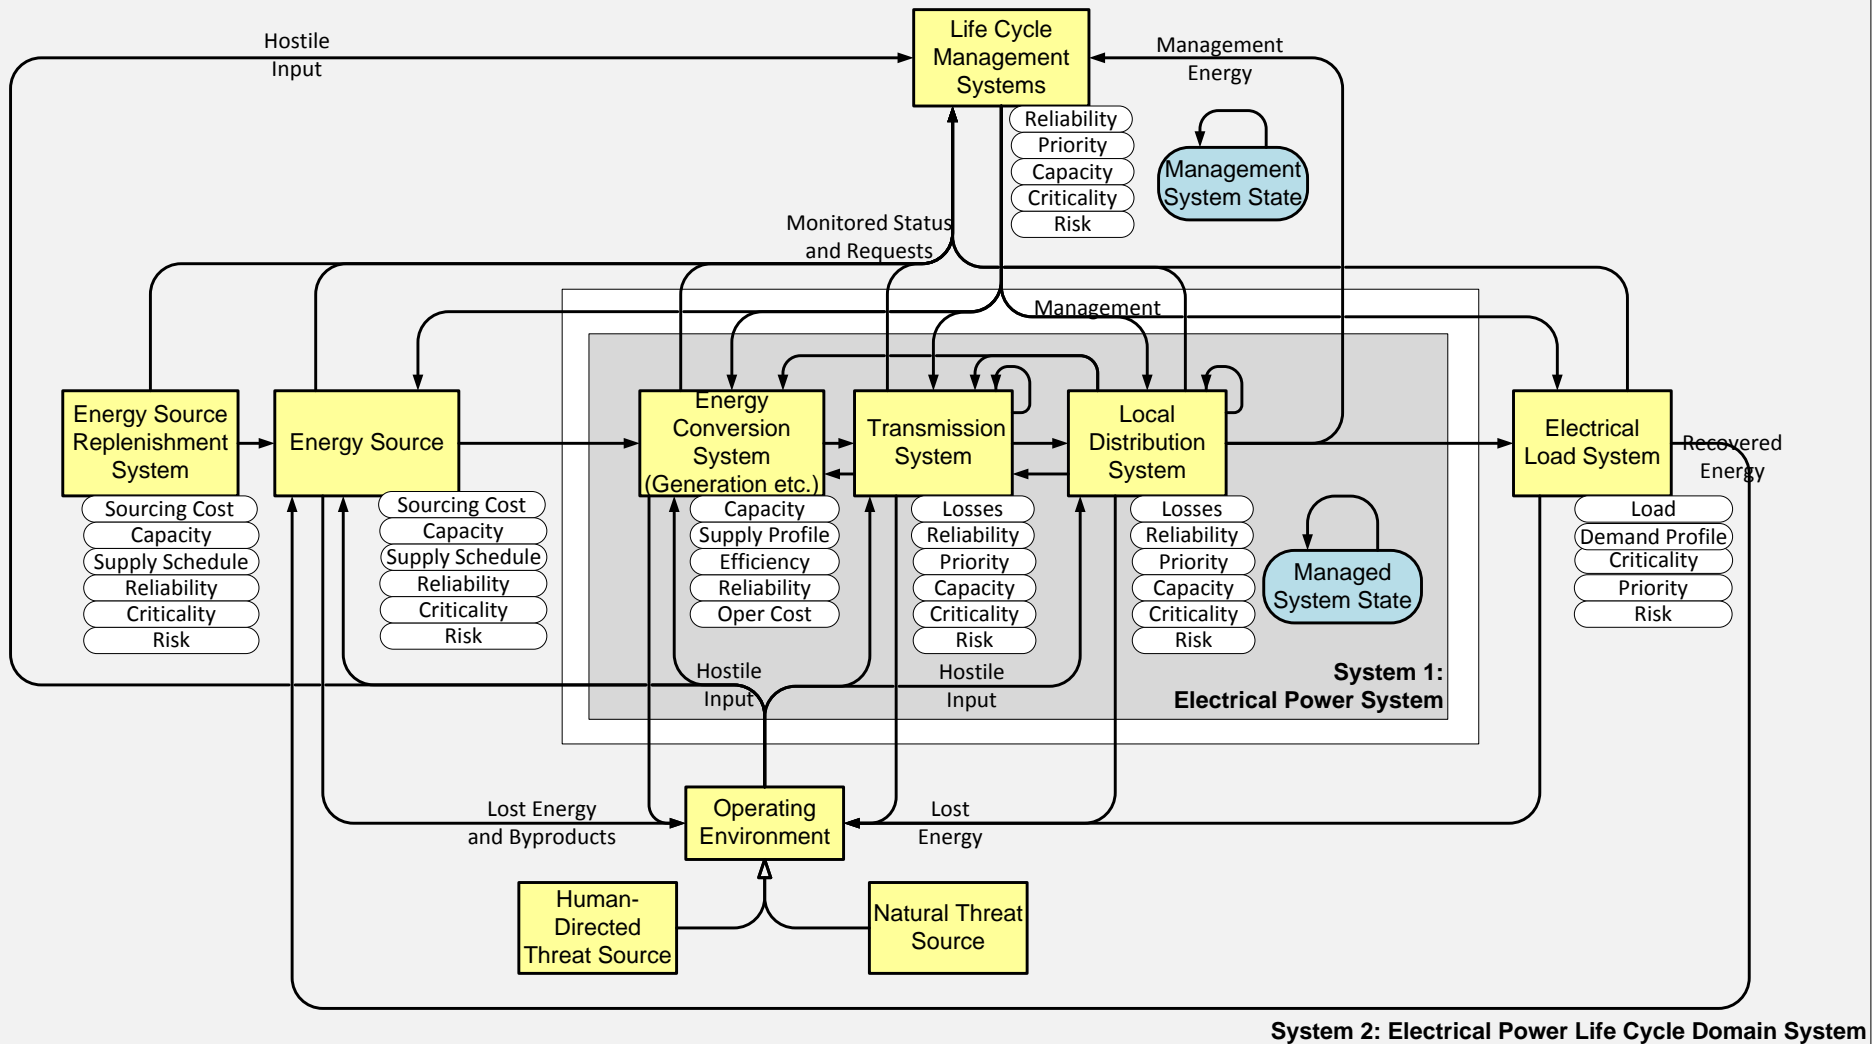 Hostile
Input
Life Cycle
Management
Systems
Management
Energy
Reliability
Priority
Capacity
Criticality
Risk
Management
System State
Monitored Status
and Requests
Management
Energy Source
Replenishment
System
Energy Source
Energy
Conversion
System
(Generation etc.)
Transmission
System
Local
Distribution
System
Electrical
Load System
Recovered
Energy
Sourcing Cost
Capacity
Supply Schedule
Reliability
Criticality
Risk
Sourcing Cost
Capacity
Supply Schedule
Reliability
Criticality
Risk
Capacity
Supply Profile
Efficiency
Reliability
Oper Cost
Losses
Reliability
Priority
Capacity
Criticality
Risk
Losses
Reliability
Priority
Capacity
Criticality
Risk
Managed
System State
Load
Demand Profile
Criticality
Priority
Risk
Hostile
Input
Hostile
Input
System 1:
Electrical Power System
Lost Energy
and Byproducts
Operating
Environment
Lost
Energy
Human-
Directed
Threat Source
Natural Threat
Source
System 2: Electrical Power Life Cycle Domain System